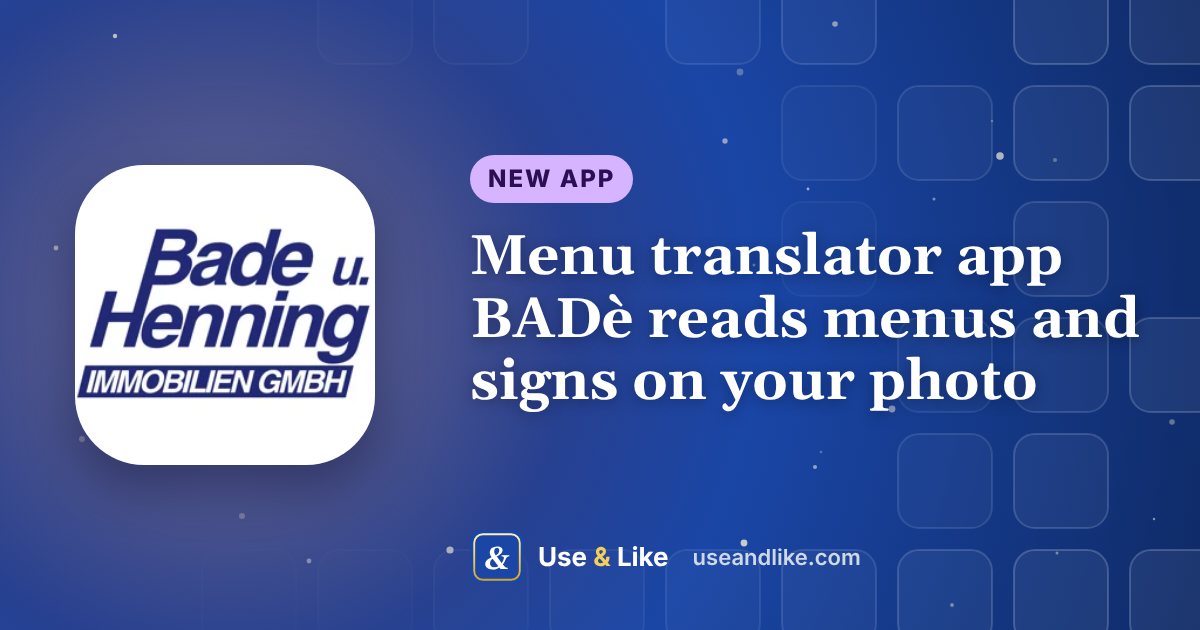 Bade u.
Henning
IMMOBILIEN GMBH
NEW APP
Menu translator app
BADè reads menus and
signs on your photo
& Use & Like useandlike.com